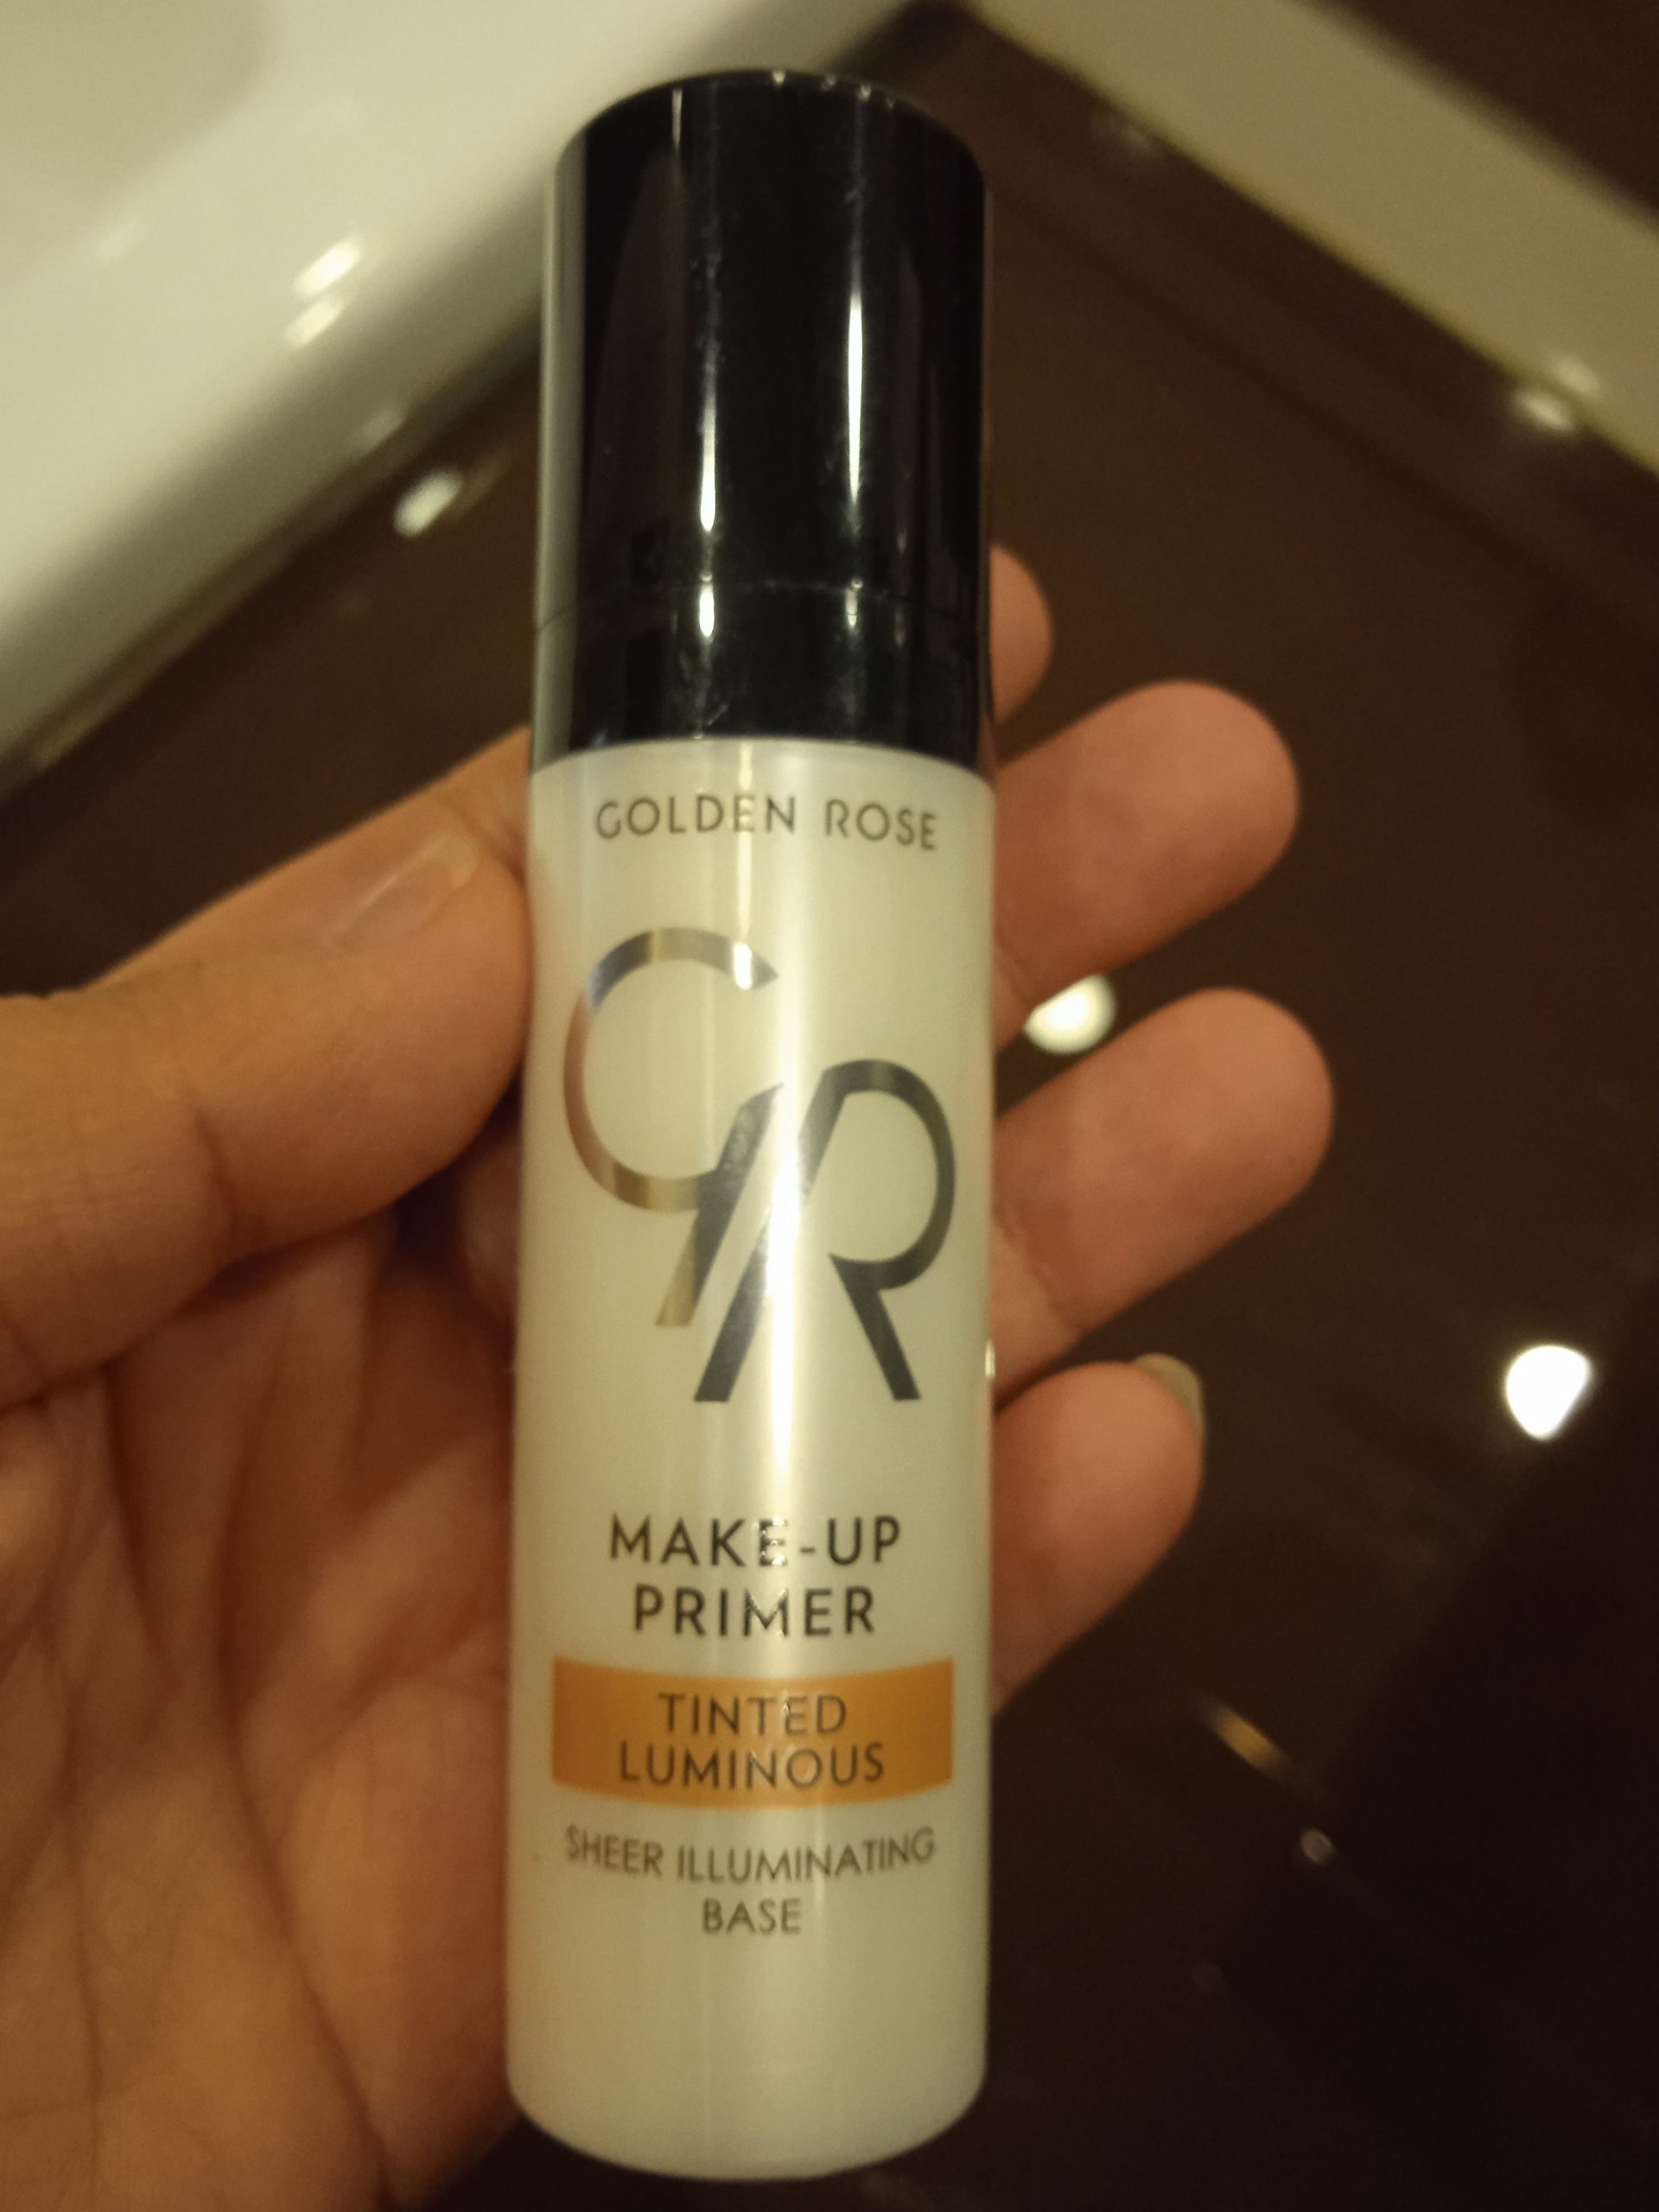 GOLDEN ROSE
GR
MAKE-UP
PRIMER
TINTED
LUMINOUS
SHEER ILLUMINATING
BASE